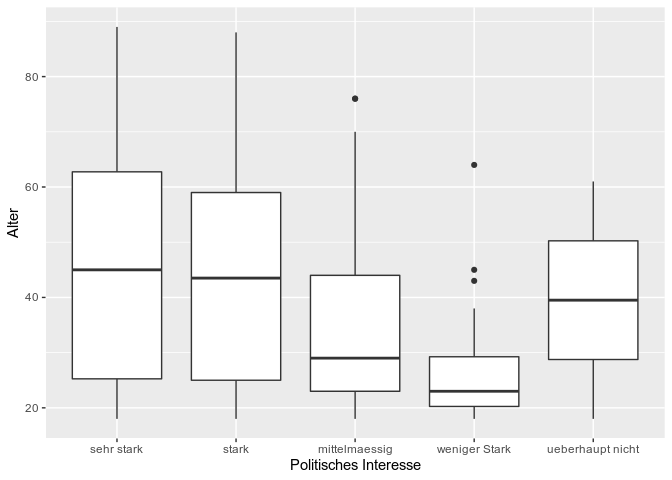 Alter
80
60
40
20
sehr stark
stark
mittelmaessig
weniger Stark
ueberhaupt nicht
Politisches Interesse